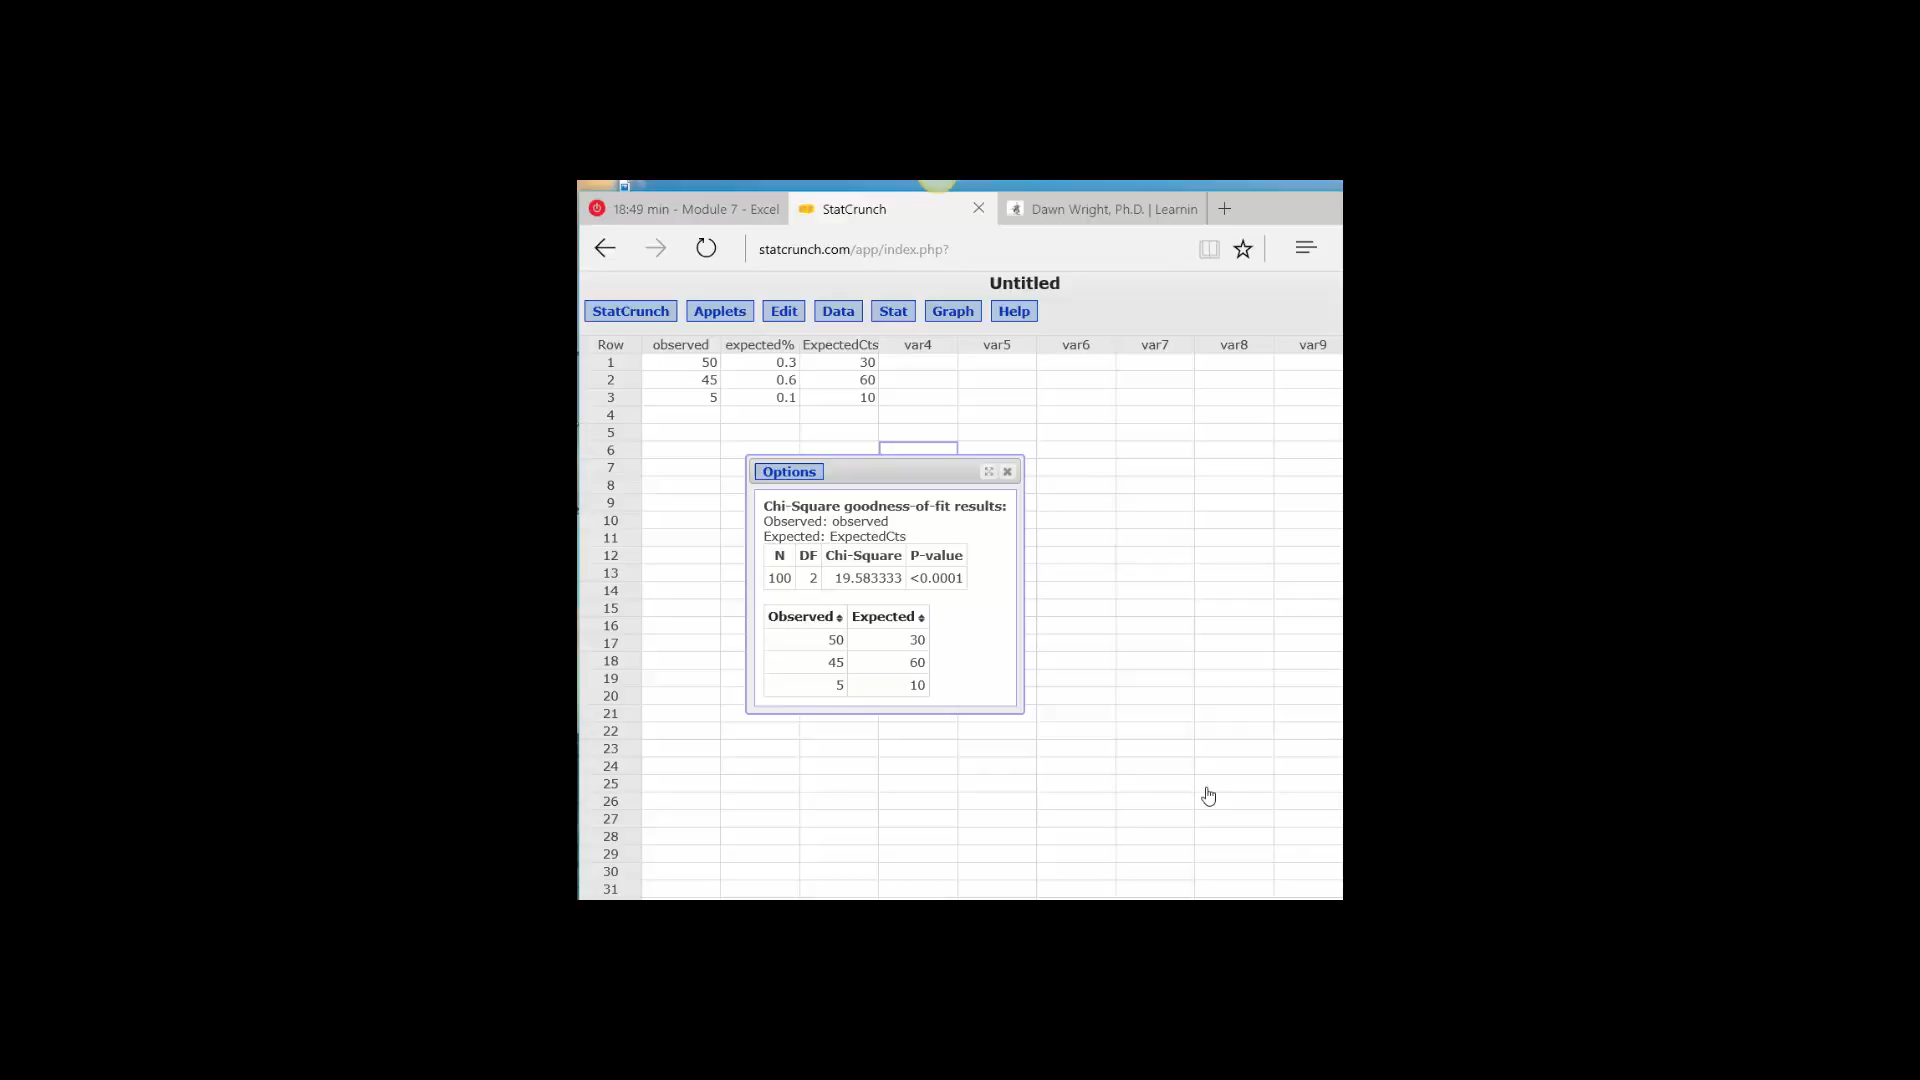 18:49 min - Module 7 - Excel StatCrunch Dawn Wright, Ph.D. | Learnin
statcrunch.com/app/index.php?
Untitled
StatCrunch Applets Edit Data Stat Graph Help
Row observed expected% ExpectedCts var4 var5 var6 var7 var8 var9
1 50 0.3 30
2 45 0.6 60
3 5 0.1 10
4
5
6
7
8
9
10
11
12
13
14
15
16
17
18
19
20
21
22
23
24
25
26
27
28
29
30
31
Options
Chi-Square goodness-of-fit results:
Observed: observed
Expected: ExpectedCts
N DF Chi-Square P-value
100 2 19.583333 <0.0001
Observed Expected
50 30
45 60
5 10